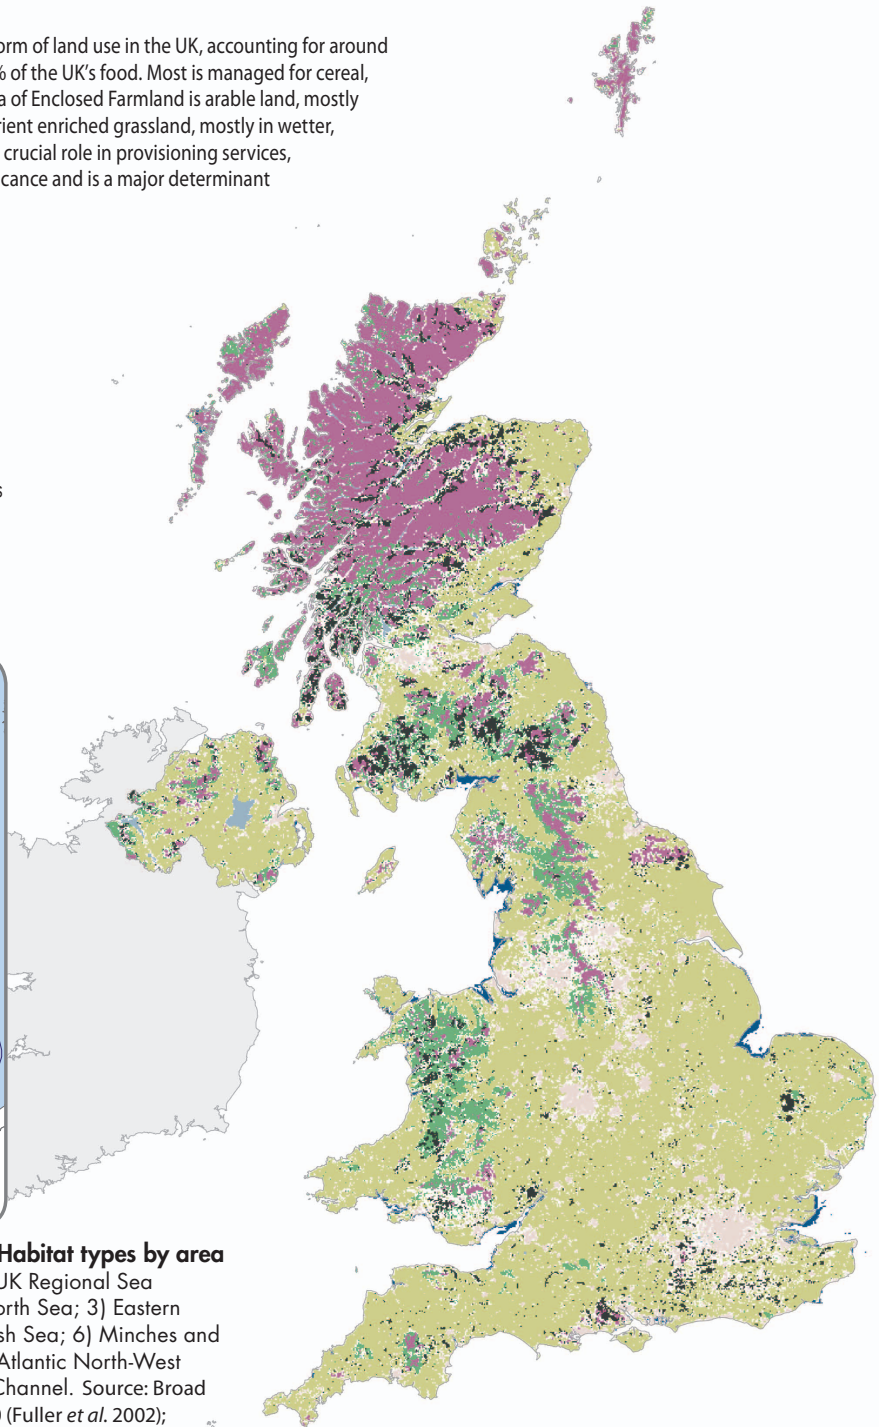 orm of land use in the UK, accounting for around
% of the UK's food. Most is managed for cereal,
a of Enclosed Farmland is arable land, mostly
rient enriched grassland, mostly in wetter,
crucial role in provisioning services,
cance and is a major determinant
s
Habitat types by area
UK Regional Sea
orth Sea; 3) Eastern
sh Sea; 6) Minches and
Atlantic North-West
Channel. Source: Broad
(Fuller et al. 2002);